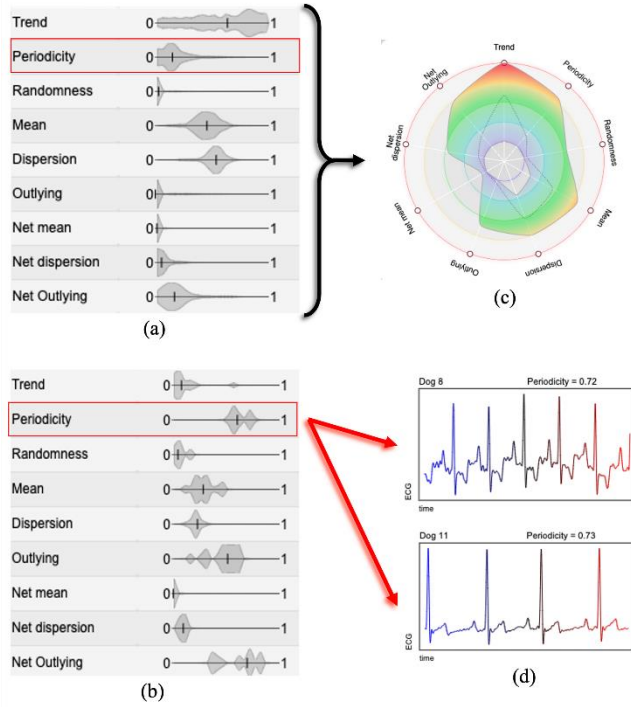 Trend 0 1
Periodicity 0 1
Randomness 0 1
Mean 0 1
Dispersion 0 1
Outlying 0 1
Net mean 0 1
Net dispersion 0 1
Net Outlying 0 1
(a)
Trend
Periodicity
Randomness
Mean
Dispersion
Outlying
Net mean
Net dispersion
Net Outlying
(c)
Trend 0 1
Periodicity 0 1
Randomness 0 1
Mean 0 1
Dispersion 0 1
Outlying 0 1
Net mean 0 1
Net dispersion 0 1
Net Outlying 0 1
(b)
Dog 8 Periodicity = 0.72
ECG
time
Dog 11 Periodicity = 0.73
ECG
time
(d)